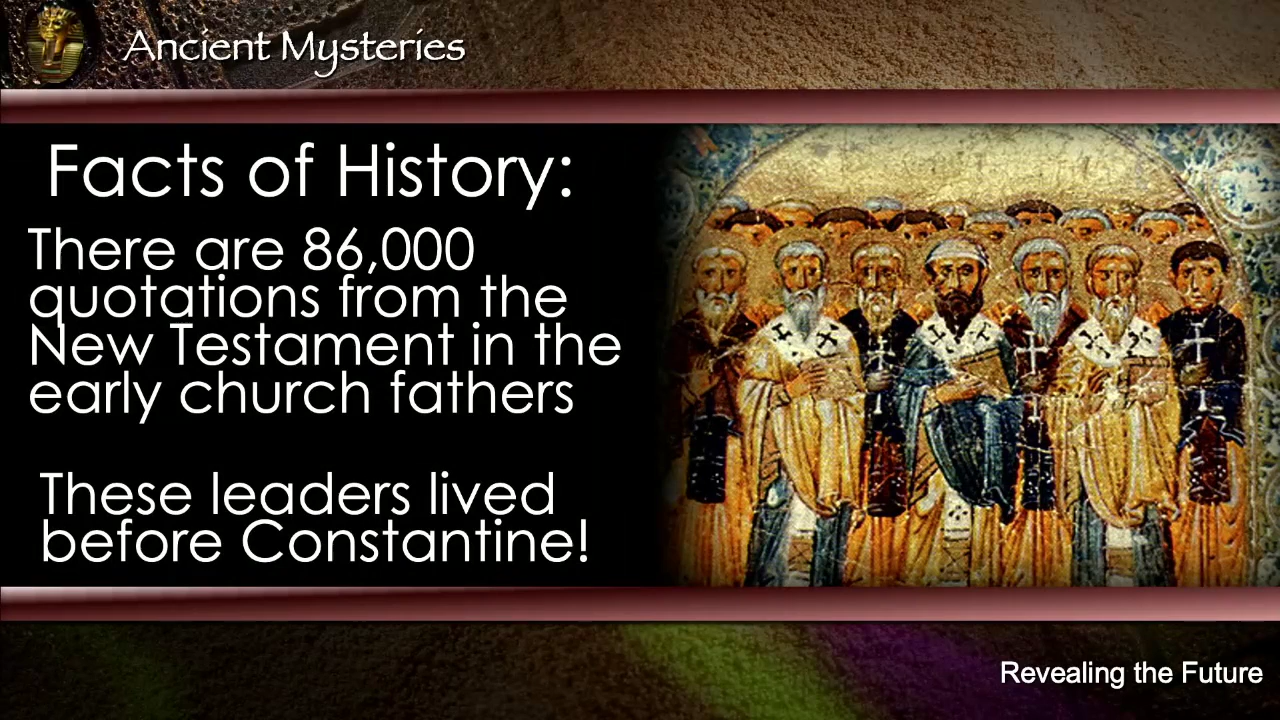 Ancient Mysteries
Facts of History:
There are 86,000
quotations from the
New Testament in the
early church fathers
These leaders lived
before Constantine!
Revealing the Future